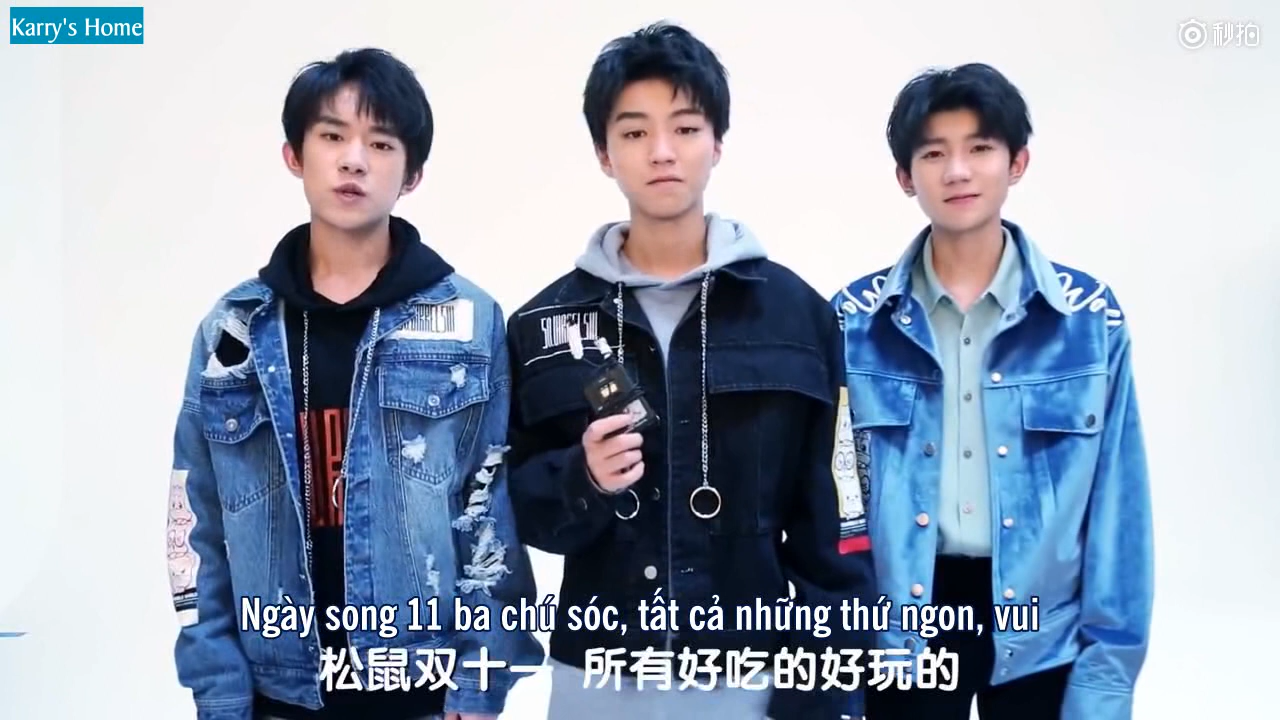 Karry's Home
秒拍
SQUIRRELSW
Ngày song 11 ba chú sóc, tất cả những thứ ngon, vui
松鼠双十一 所有好吃的好玩的